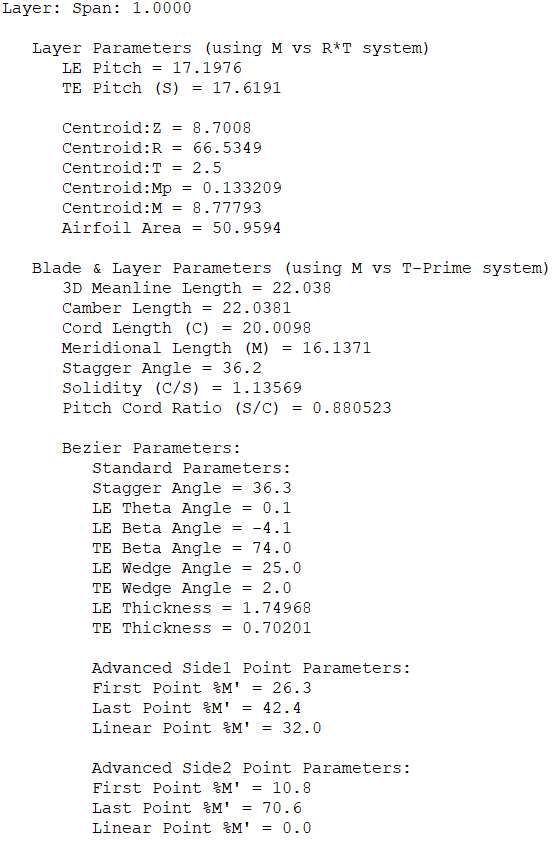 Layer: Span: 1.0000
Layer Parameters (using M vs R*T system)
LE Pitch = 17.1976
TE Pitch (S) = 17.6191
Centroid:Z = 8.7008
Centroid:R = 66.5349
Centroid:T = 2.5
Centroid:Mp = 0.133209
Centroid:M = 8.77793
Airfoil Area = 50.9594
Blade & Layer Parameters (using M vs T-Prime system)
3D Meanline Length = 22.038
Camber Length = 22.0381
Cord Length (C) = 20.0098
Meridional Length (M) = 16.1371
Stagger Angle = 36.2
Solidity (C/S) = 1.13569
Pitch Cord Ratio (S/C) = 0.880523
Bezier Parameters:
Standard Parameters:
Stagger Angle = 36.3
LE Theta Angle = 0.1
LE Beta Angle = -4.1
TE Beta Angle = 74.0
LE Wedge Angle = 25.0
TE Wedge Angle = 2.0
LE Thickness = 1.74968
TE Thickness = 0.70201
Advanced Side1 Point Parameters:
First Point %M' = 26.3
Last Point %M' = 42.4
Linear Point %M' = 32.0
Advanced Side2 Point Parameters:
First Point %M' = 10.8
Last Point %M' = 70.6
Linear Point %M' = 0.0